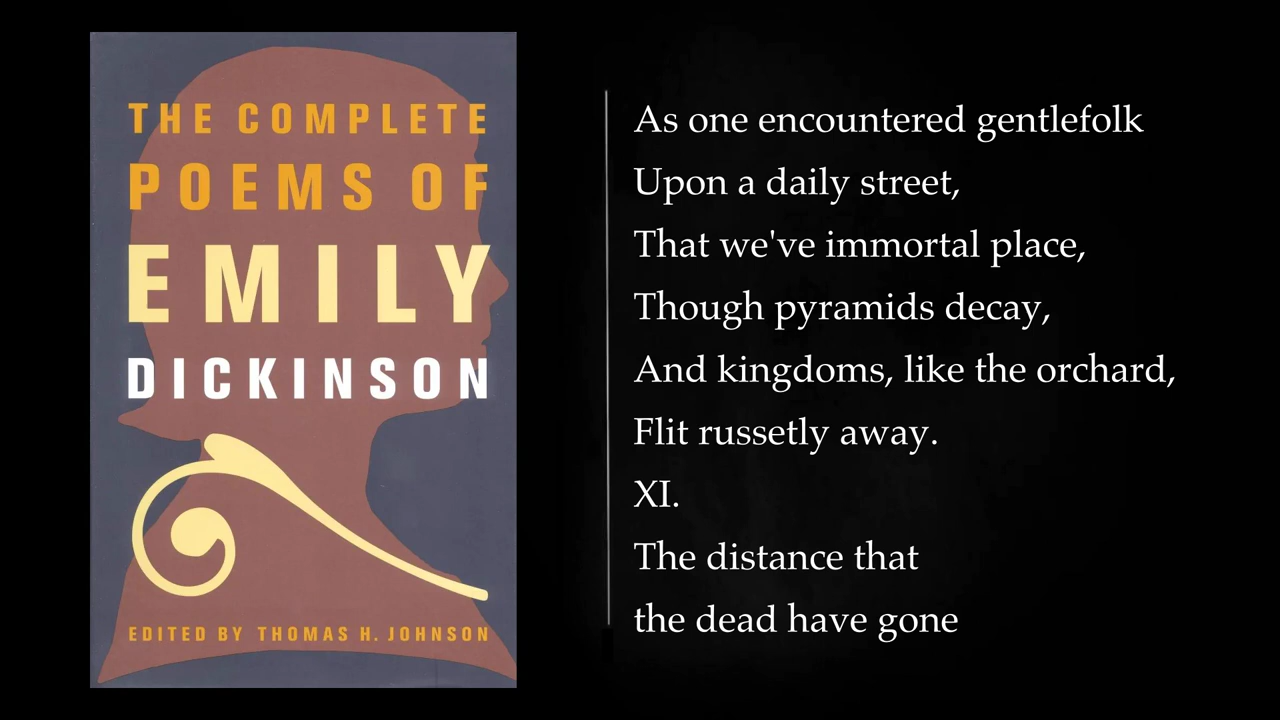 THE COMPLETE
POEMS OF
EMILY
DICKINSON
EDITED BY THOMAS H. JOHNSON
As one encountered gentlefolk
Upon a daily street,
That we've immortal place,
Though pyramids decay,
And kingdoms, like the orchard,
Flit russetly away.
XI.
The distance that
the dead have gone